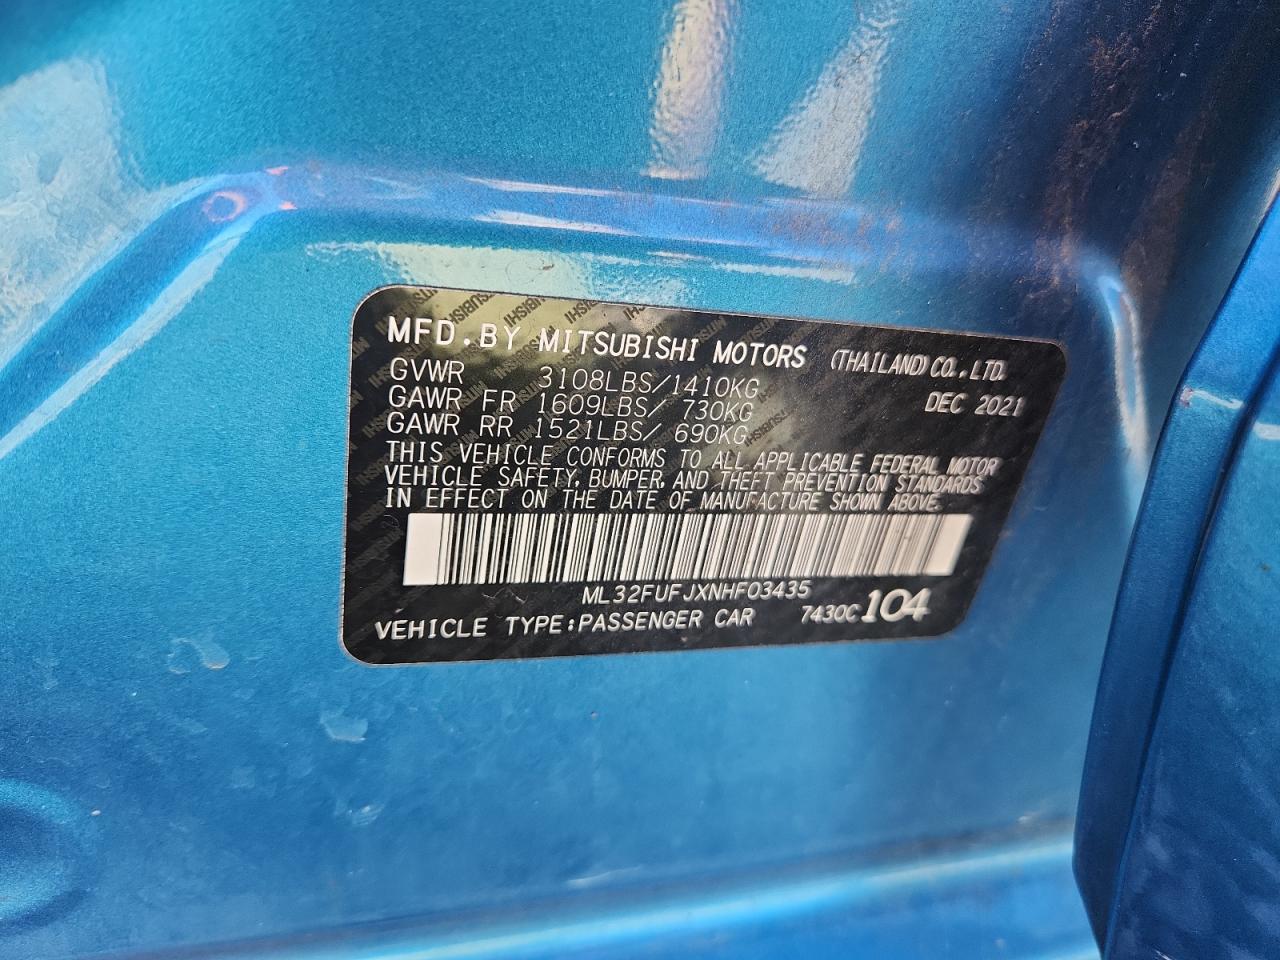 MFD.BY MITSUBISHI MOTORS (THAILAND) CO.,LTD.
GVWR 3108LBS/1410KG DEC 2021
GAWR FR 1609LBS/ 730KG
GAWR RR 1521LBS/ 690KG
THIS VEHICLE CONFORMS TO ALL APPLICABLE FEDERAL MOTOR
VEHICLE SAFETY, BUMPER, AND THEFT PREVENTION STANDARDS
IN EFFECT ON THE DATE OF MANUFACTURE SHOWN ABOVE.
ML32FUFJXNHF03435
VEHICLE TYPE:PASSENGER CAR 7430C 104